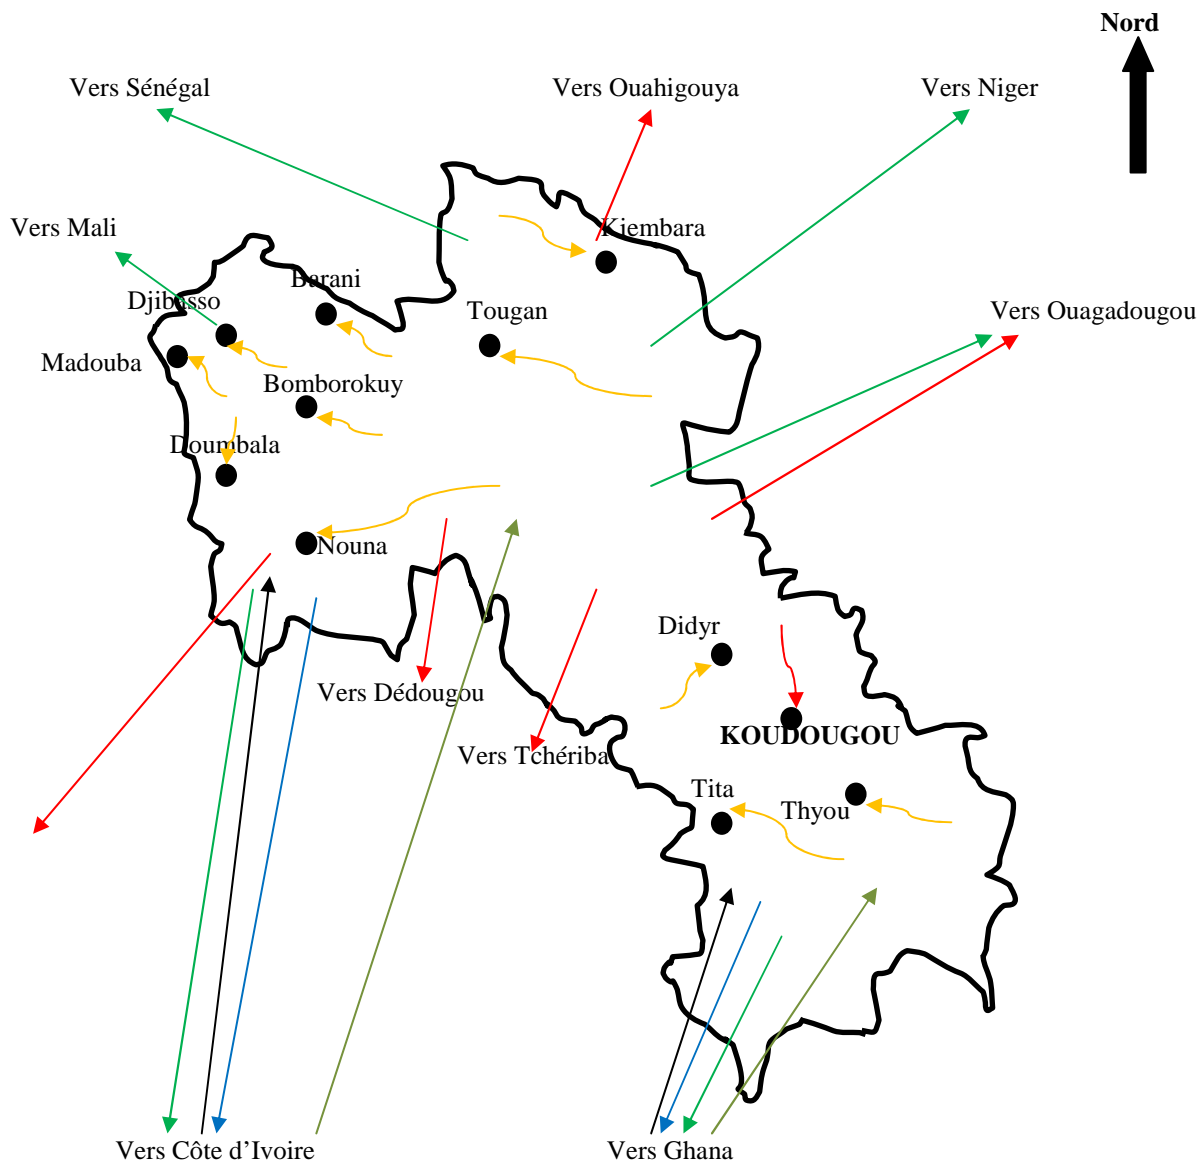 Nord
Vers Sénégal
Vers Ouahigouya
Vers Niger
Vers Mali
Kiembara
Barani
Djibasso
Tougan
Vers Ouagadougou
Madouba
Bomborokuy
Doumbala
Nouna
Didyr
Vers Dédougou
KOUDOUGOU
Vers Tchériba
Tita
Thyou
Vers Côte d’Ivoire
Vers Ghana